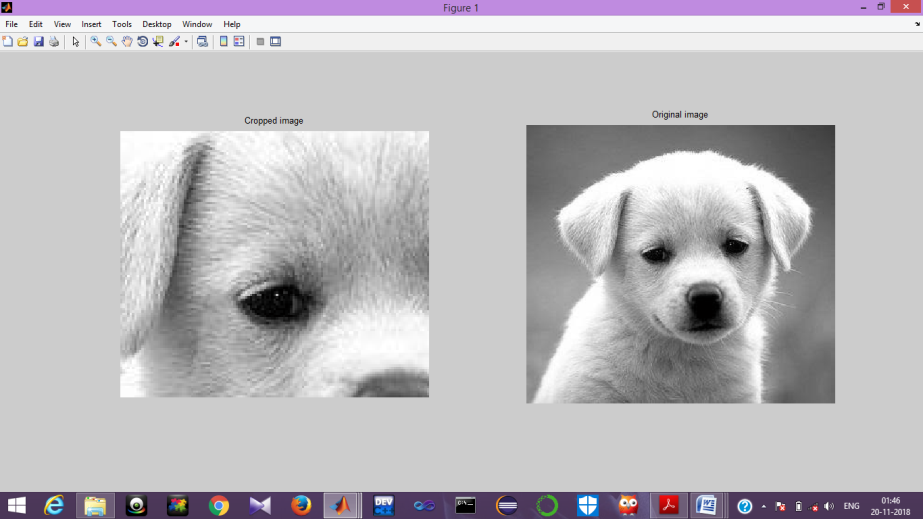 Figure 1
File Edit View Insert Tools Desktop Window Help
Cropped image
Original image
DEV
C:\.
ENG
01:46
20-11-2018